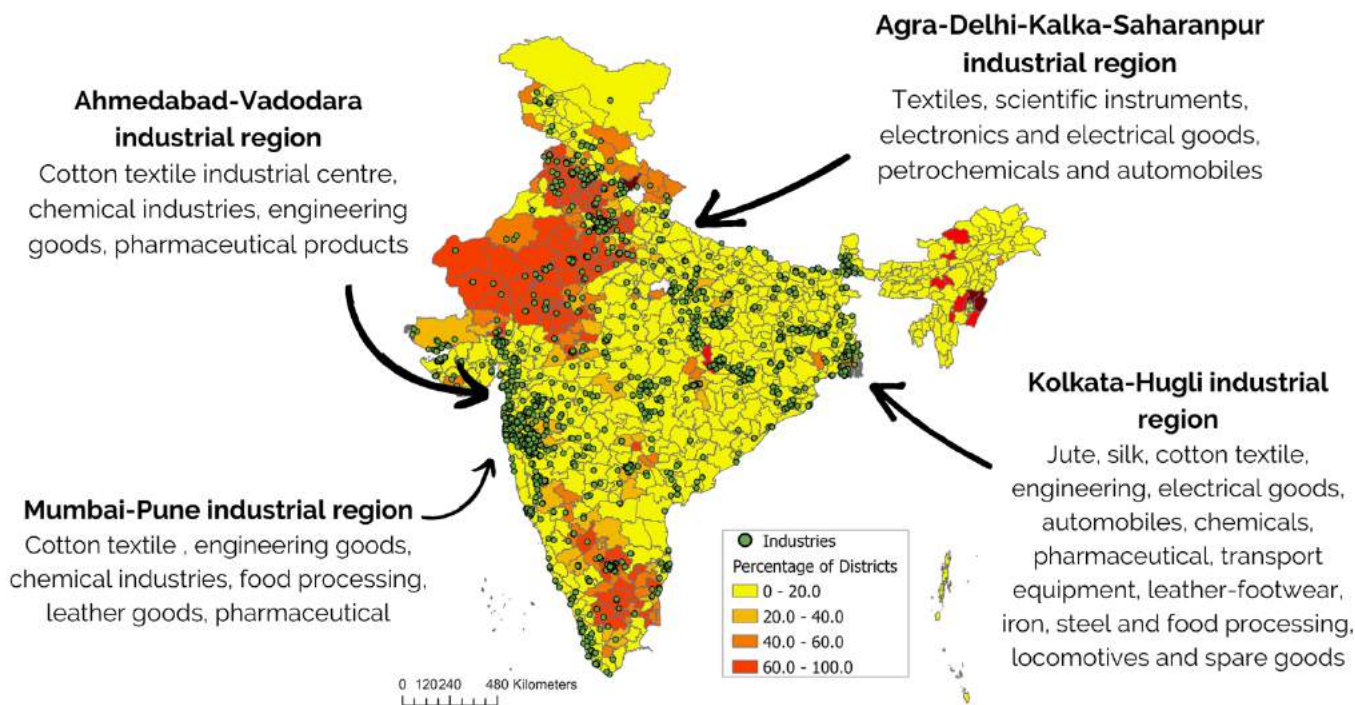 Agra-Delhi-Kalka-Saharanpur
industrial region
Textiles, scientific instruments,
electronics and electrical goods,
petrochemicals and automobiles
Ahmedabad-Vadodara
industrial region
Cotton textile industrial centre,
chemical industries, engineering
goods, pharmaceutical products
Mumbai-Pune industrial region
Cotton textile , engineering goods,
chemical industries, food processing,
leather goods, pharmaceutical
Kolkata-Hugli industrial
region
Jute, silk, cotton textile,
engineering, electrical goods,
automobiles, chemicals,
pharmaceutical, transport
equipment, leather-footwear,
iron, steel and food processing,
locomotives and spare goods
Industries
Percentage of Districts
0 - 20.0
20.0 - 40.0
40.0 - 60.0
60.0 - 100.0
0 120240 480 Kilometers